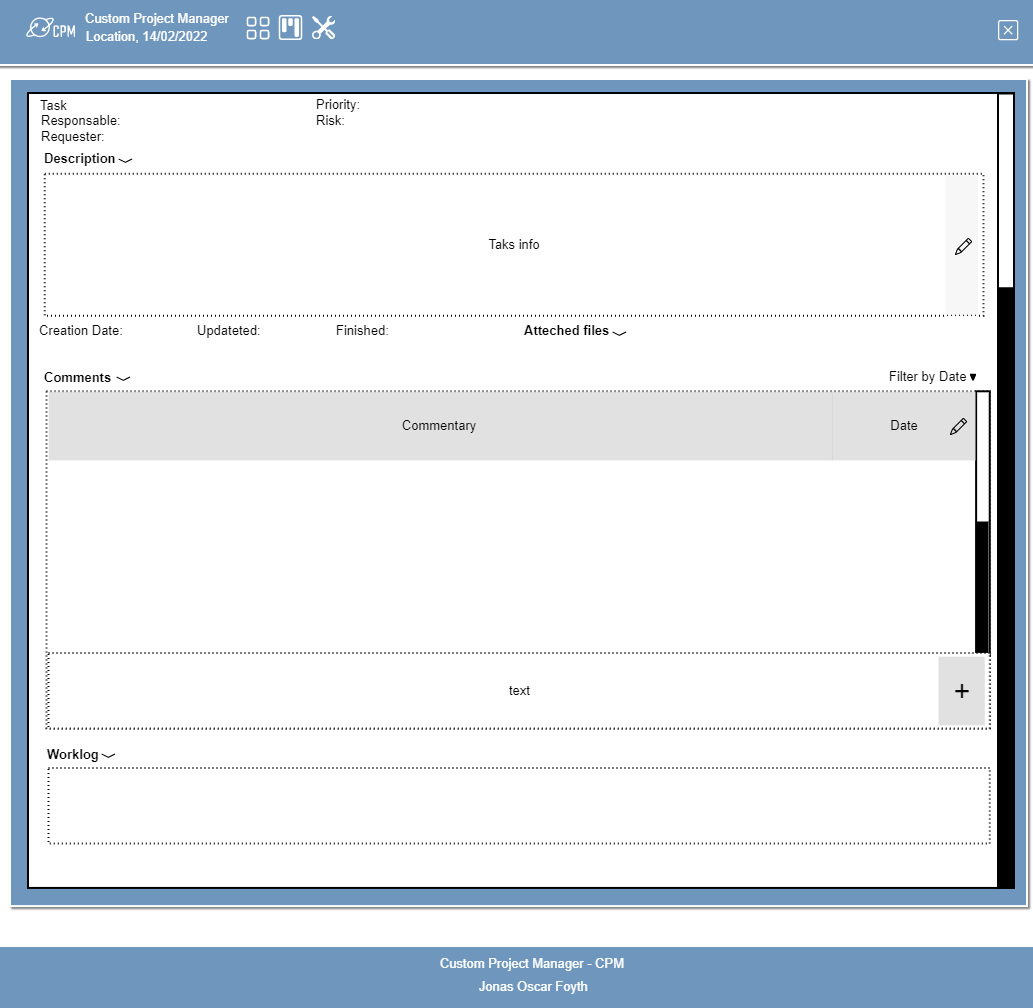 CPM
Custom Project Manager
Location, 14/02/2022
Task
Priority:
Responsable:
Risk:
Requester:
Description
Taks info
Creation Date:
Updateted:
Finished:
Atteched files
Comments
Filter by Date
Commentary
Date
text
+
Worklog
Custom Project Manager - CPM
Jonas Oscar Foyth